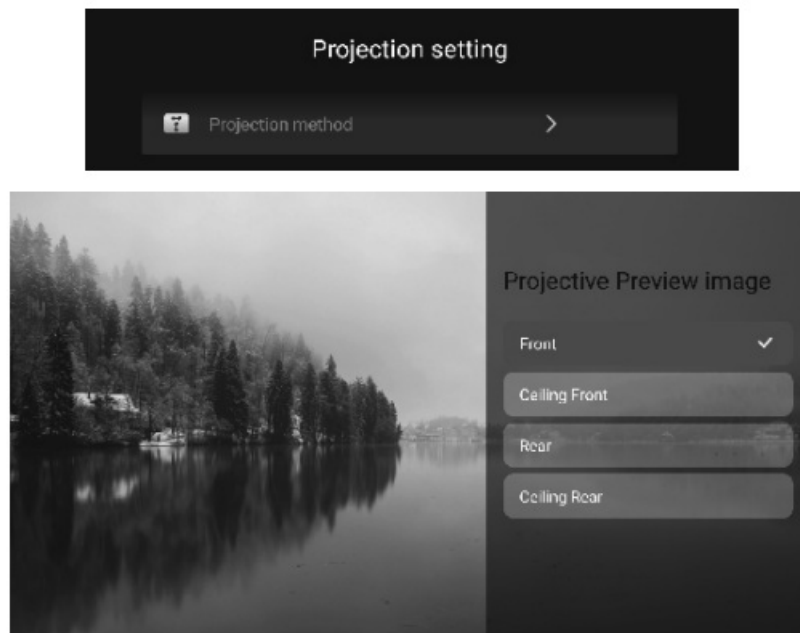 Projection setting
Projection method
Projective Preview image
Front
Ceiling Front
Rear
Ceiling Rear